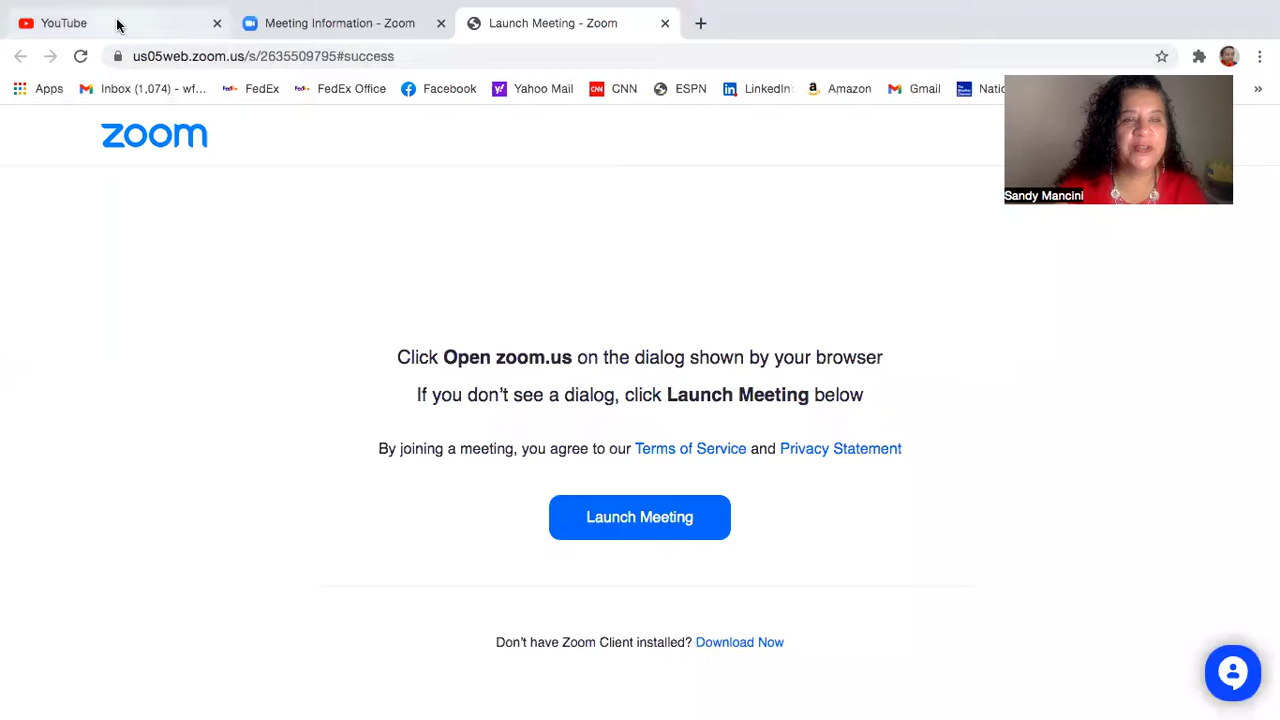 YouTube
Meeting Information - Zoom
Launch Meeting - Zoom
us05web.zoom.us/s/2635509795#success
Apps
Inbox (1,074) - wf...
FedEx
FedEx Office
Facebook
Yahoo Mail
CNN
ESPN
LinkedIn
Amazon
Gmail
Natio
zoom
Sandy Mancini
Click Open zoom.us on the dialog shown by your browser
If you don't see a dialog, click Launch Meeting below
By joining a meeting, you agree to our Terms of Service and Privacy Statement
Launch Meeting
Don't have Zoom Client installed? Download Now